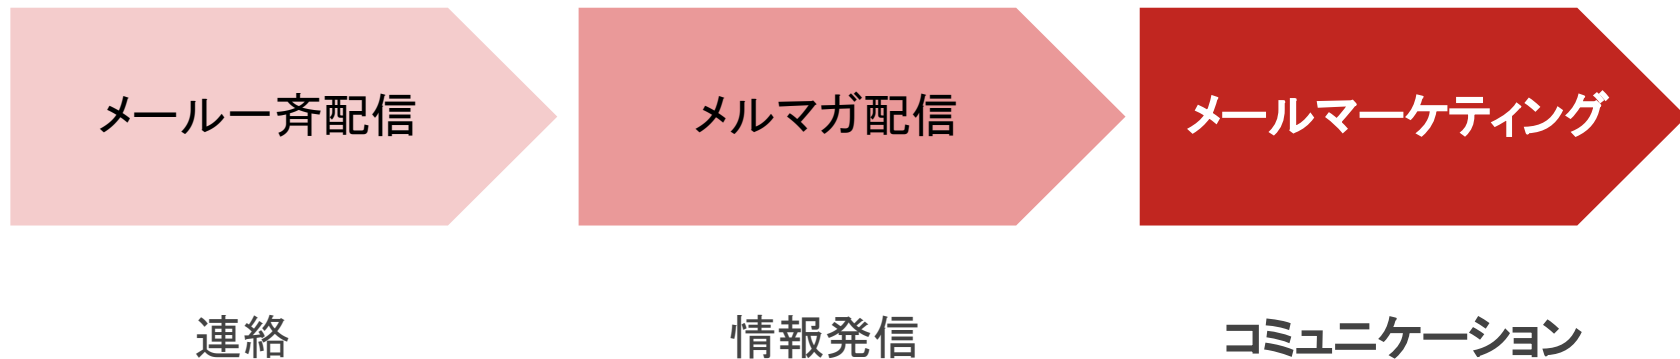 メール一斉配信
メルマガ配信
メールマーケティング
連絡
情報発信
コミュニケーション